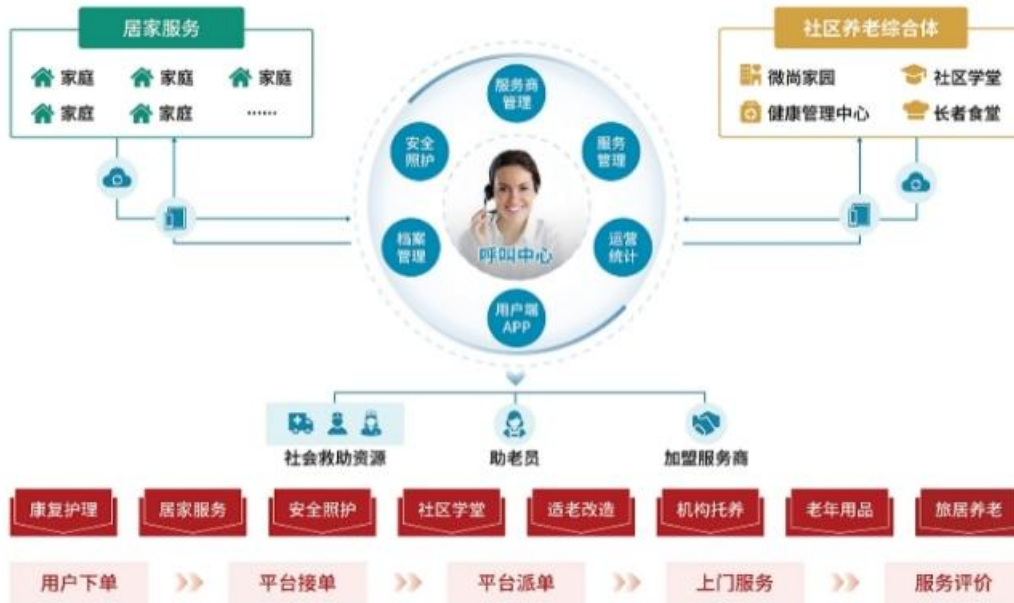 居家服务
家庭
家庭
家庭
家庭
家庭
......
社区养老综合体
微尚家园
社区学堂
健康管理中心
长者食堂
服务商
管理
安全
照护
服务
管理
档案
管理
运营
统计
呼叫中心
用户端
APP
社会救助资源
助老员
加盟服务商
康复护理
居家服务
安全照护
社区学堂
适老改造
机构托养
老年用品
旅居养老
用户下单
平台接单
平台派单
上门服务
服务评价